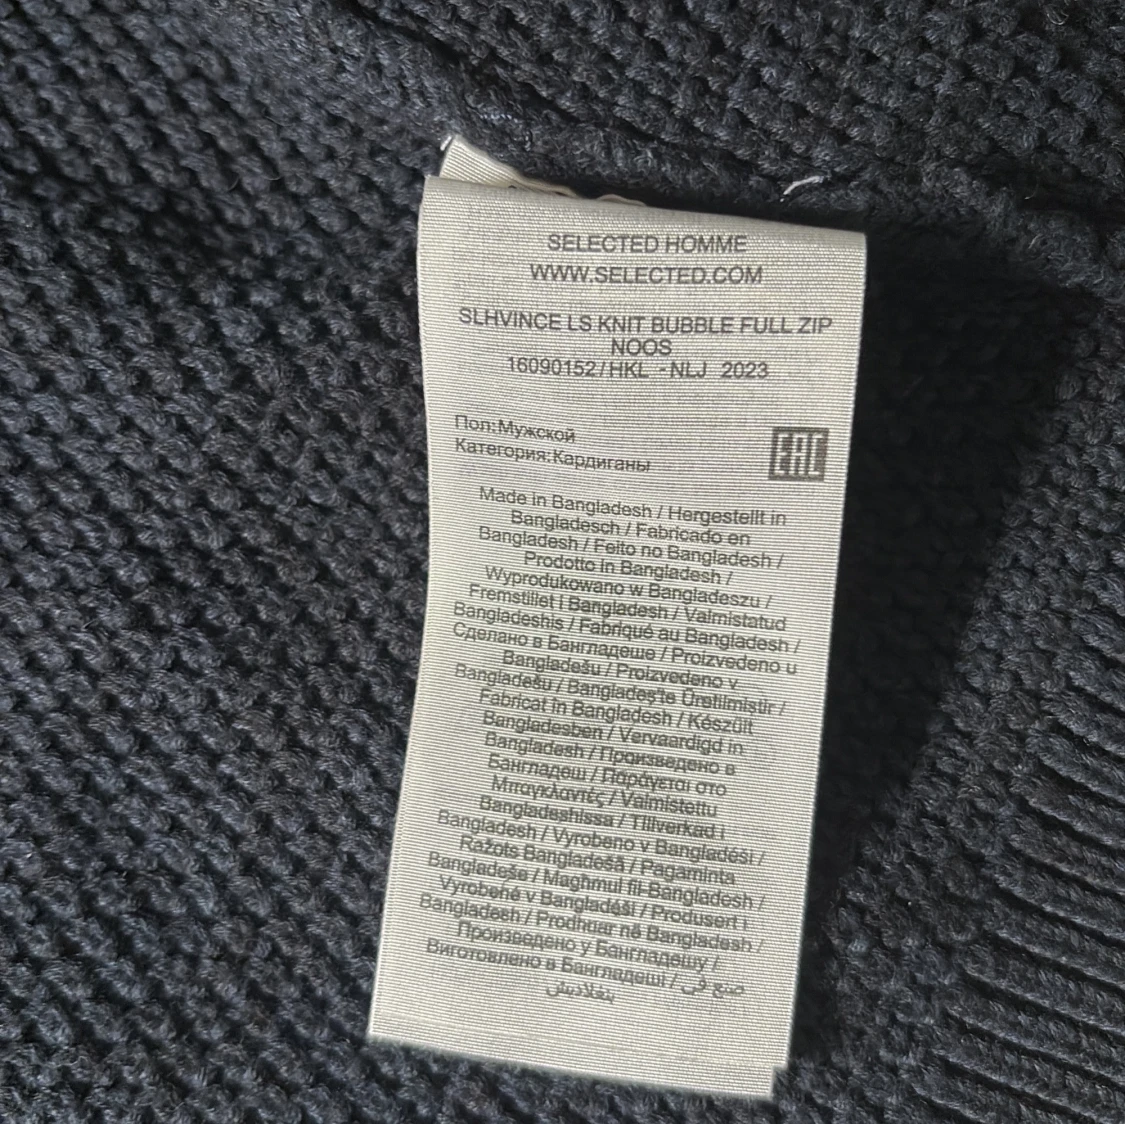 SELECTED HOMME
WWW.SELECTED.COM
SLHVINCE LS KNIT BUBBLE FULL ZIP
NOOS
16090152/HKL - NLJ 2023
Пол:Мужской
Категория:Кардиганы
EAC
Made in Bangladesh / Hergestellt in
Bangladesch / Fabricado en
Bangladesh / Feito no Bangladesh /
Prodotto in Bangladesh /
Wyprodukowano w Bangladeszu /
Fremstillet i Bangladesh / Valmistatud
Bangladeshis / Fabriqué au Bangladesh /
Сделано в Бангладеше / Proizvedeno u
Bangladešu / Proizvedeno v
Bangladešu / Bangladeş'te Üretilmiştir /
Fabricat în Bangladesh / Készült
Bangladesben / Vervaardigd in
Bangladesh / Произведено в
Бангладеш / Παράγεται στο
Μπαγκλαντές / Valmistettu
Bangladeshissa / Tillverkad i
Bangladesh / Vyrobeno v Bangladéši /
Ražots Bangladešā / Pagaminta
Bangladeše / Magħmul fil-Bangladesh /
Vyrobené v Bangladéši / Produsert i
Bangladesh / Prodhuar në Bangladesh /
Произведено у Бангладешу /
Виготовлено в Бангладеші / صنع في
بنغلاديش